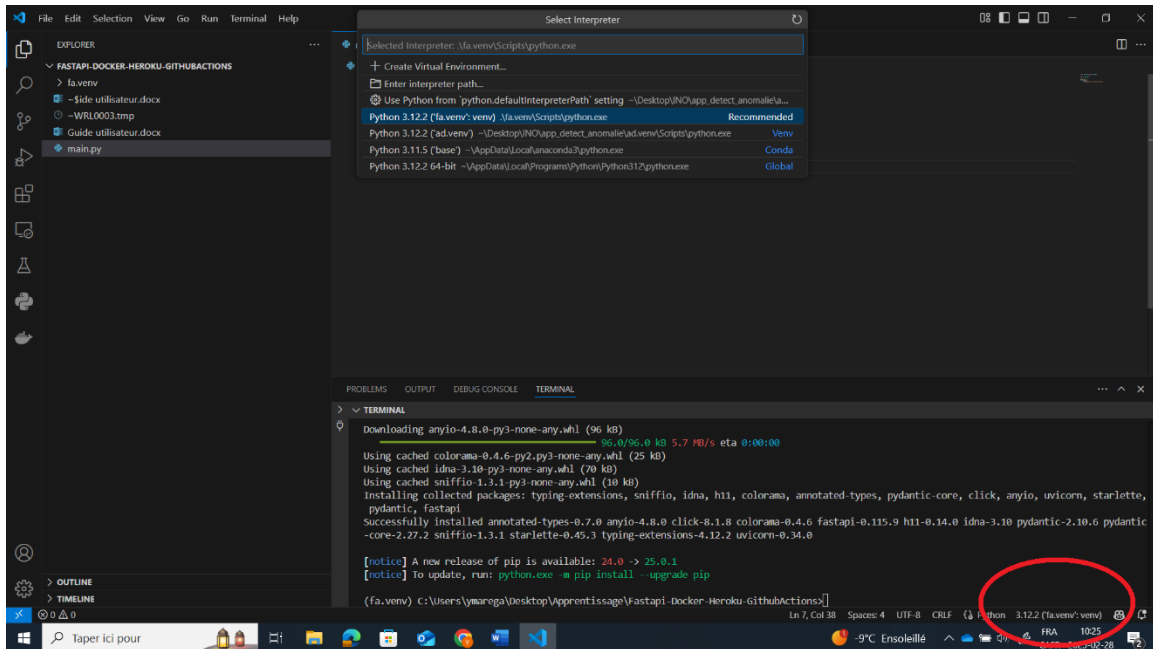 File Edit Selection View Go Run Terminal Help
Select Interpreter
EXPLORER
Selected Interpreter: .\fa.venv\Scripts\python.exe
FASTAPI-DOCKER-HEROKU-GITHUBACTIONS
Create Virtual Environment...
fa.venv
Enter interpreter path...
~$ide utilisateur.docx
Use Python from `python.defaultInterpreterPath` setting ~\Desktop\INO\app_detect_anomalie\a...
~WRL0003.tmp
Python 3.12.2 ('fa.venv': venv) .\fa.venv\Scripts\python.exe Recommended
Guide utilisateur.docx
Python 3.12.2 ('ad.venv') ~\Desktop\INO\app_detect_anomalie\ad.venv\Scripts\python.exe Venv
main.py
Python 3.11.5 ('base') ~\AppData\Local\anaconda3\python.exe Conda
Python 3.12.2 64-bit ~\AppData\Local\Programs\Python\Python312\python.exe Global
PROBLEMS OUTPUT DEBUG CONSOLE TERMINAL
TERMINAL
Downloading anyio-4.8.0-py3-none-any.whl (96 kB)
96.0/96.0 kB 5.7 MB/s eta 0:00:00
Using cached colorama-0.4.6-py2.py3-none-any.whl (25 kB)
Using cached idna-3.10-py3-none-any.whl (70 kB)
Using cached sniffio-1.3.1-py3-none-any.whl (10 kB)
Installing collected packages: typing-extensions, sniffio, idna, h11, colorama, annotated-types, pydantic-core, click, anyio, uvicorn, starlette,
pydantic, fastapi
Successfully installed annotated-types-0.7.0 anyio-4.8.0 click-8.1.8 colorama-0.4.6 fastapi-0.115.9 h11-0.14.0 idna-3.10 pydantic-2.10.6 pydantic
-core-2.27.2 sniffio-1.3.1 starlette-0.45.3 typing-extensions-4.12.2 uvicorn-0.34.0
[notice] A new release of pip is available: 24.0 -> 25.0.1
[notice] To update, run: python.exe -m pip install --upgrade pip
OUTLINE
TIMELINE
(fa.venv) C:\Users\ymarega\Desktop\Apprentissage\Fastapi-Docker-Heroku-GithubActions>
0 0 Ln 7, Col 38 Spaces: 4 UTF-8 CRLF Python 3.12.2 ('fa.venv': venv)
Taper ici pour
-9°C Ensoleillé
FRA 10:25
2025-02-28
2